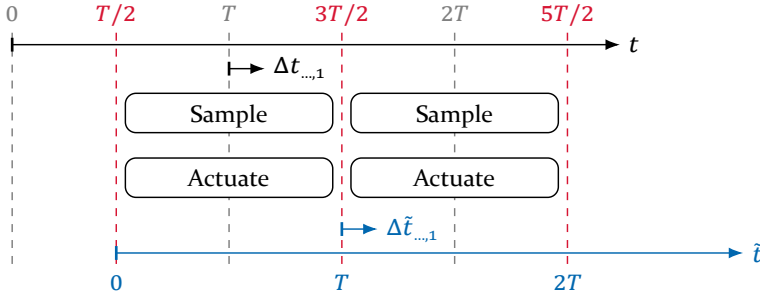 0 T/2 T 3T/2 2T 5T/2
t
Δt…,1
Sample Sample
Actuate Actuate
Δt̃…,1
t̃
0 T 2T